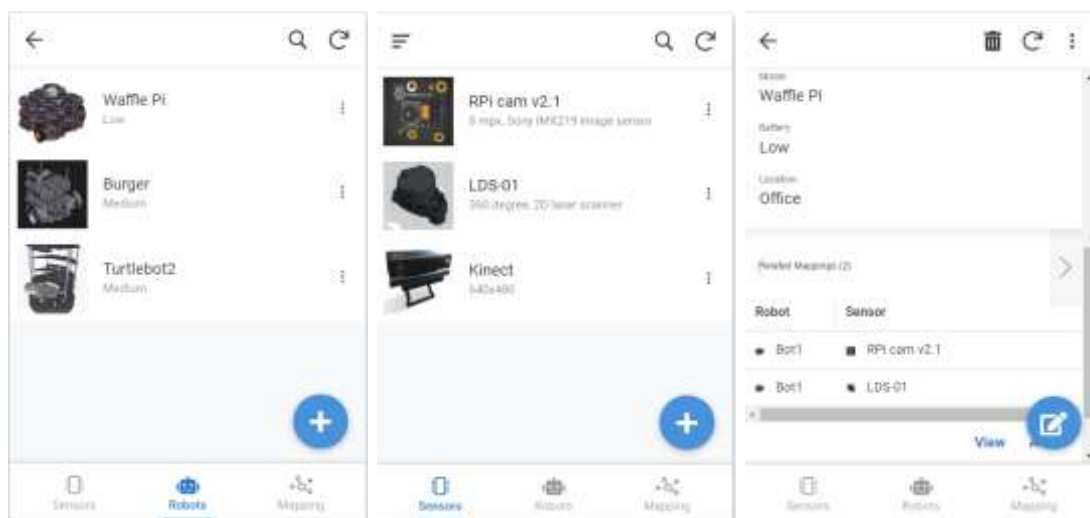 Waffle Pi
Low
Burger
Medium
Turtlebot2
Medium
Sensors
Robots
Mapping
RPi cam v2.1
8 mpx, Sony IMX219 image sensor
LDS-01
360 degree, 2D laser scanner
Kinect
640x480
Sensors
Robots
Mapping
Model
Waffle Pi
Battery
Low
Location
Office
Related Mappings (2)
Robot Sensor
Bot1 RPi cam v2.1
Bot1 LDS-01
View
Sensors
Robots
Mapping